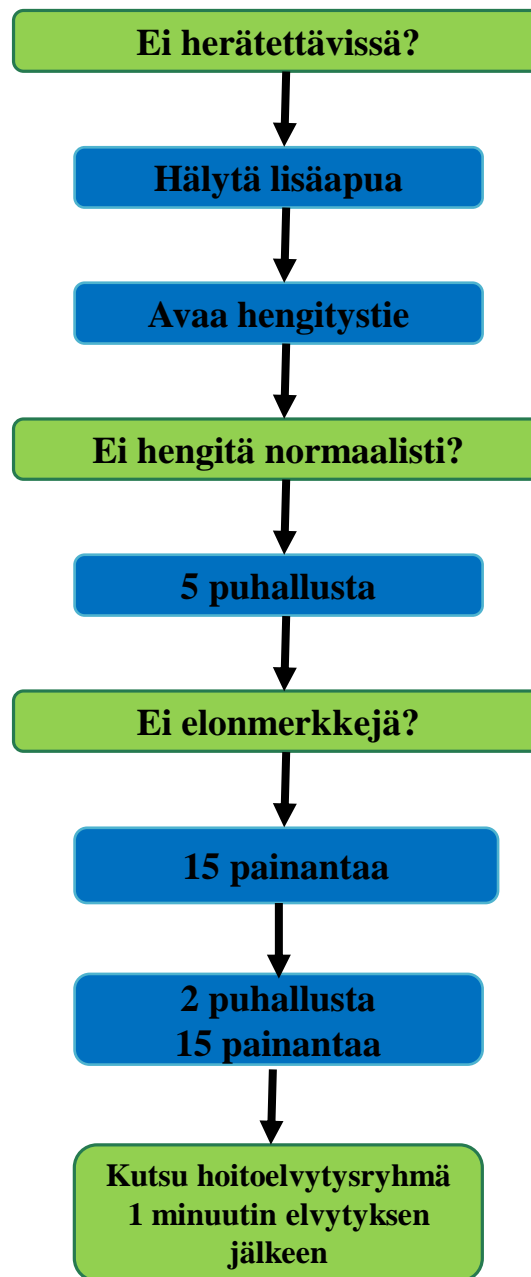 Ei herätettävissä?
Hälytä lisäapua
Avaa hengitystie
Ei hengitä normaalisti?
5 puhallusta
Ei elonmerkkejä?
15 painantaa
2 puhallusta
15 painantaa
Kutsu hoitoelvytysryhmä
1 minuutin elvytyksen
jälkeen